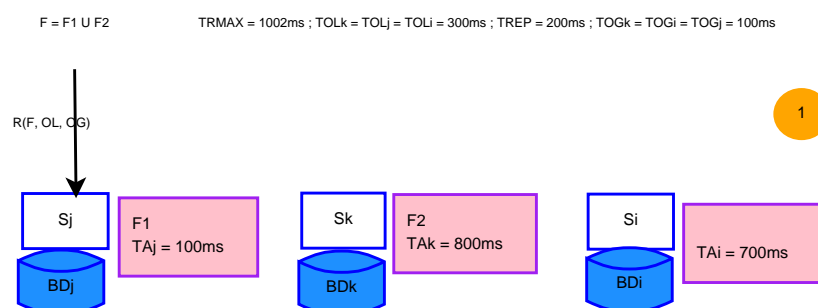 F = F1 U F2
TRMAX = 1002ms ; TOLk = TOLj = TOLi = 300ms ; TREP = 200ms ; TOGk = TOGi = TOGj = 100ms
R(F, OL, OG)
1
Sj
F1
TAj = 100ms
BDj
Sk
F2
TAk = 800ms
BDk
Si
TAi = 700ms
BDi